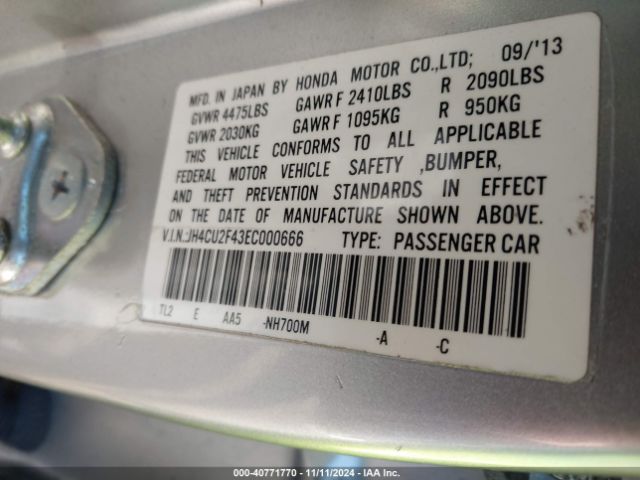 MFD. IN JAPAN BY HONDA MOTOR CO.,LTD; 09/'13
GVWR 4475LBS GAWR F 2410LBS R 2090LBS
GVWR 2030KG GAWR F 1095KG R 950KG
THIS VEHICLE CONFORMS TO ALL APPLICABLE
FEDERAL MOTOR VEHICLE SAFETY ,BUMPER,
AND THEFT PREVENTION STANDARDS IN EFFECT
ON THE DATE OF MANUFACTURE SHOWN ABOVE.
V.I.N.:JH4CU2F43EC000666 TYPE: PASSENGER CAR
TL2 E AA5 -NH700M -A -C
000-40771770 - 11/11/2024 - IAA Inc.